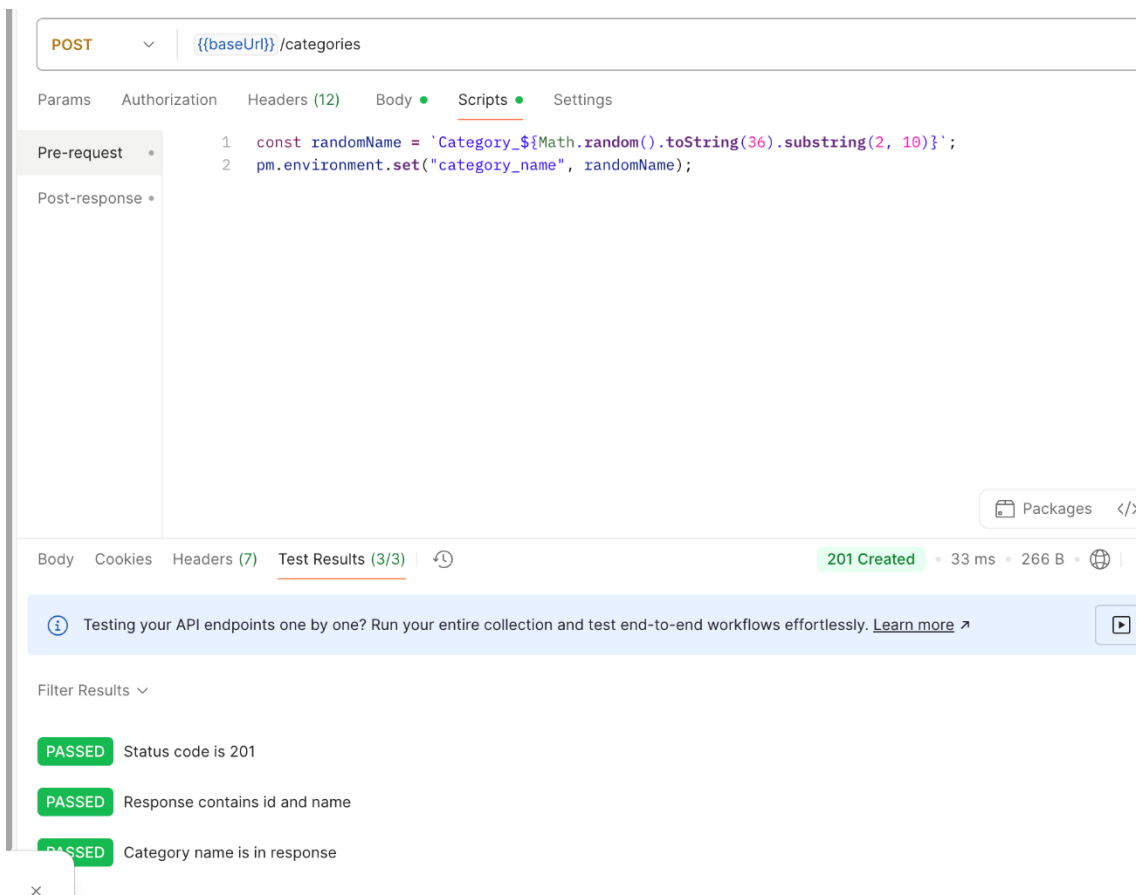 POST {{baseUrl}} /categories
Params Authorization Headers (12) Body Scripts Settings
Pre-request
Post-response
1 const randomName = `Category_${Math.random().toString(36).substring(2, 10)}`;
2 pm.environment.set("category_name", randomName);
Packages </>
Body Cookies Headers (7) Test Results (3/3) 201 Created • 33 ms • 266 B
Testing your API endpoints one by one? Run your entire collection and test end-to-end workflows effortlessly. Learn more ↗
Filter Results
PASSED Status code is 201
PASSED Response contains id and name
PASSED Category name is in response